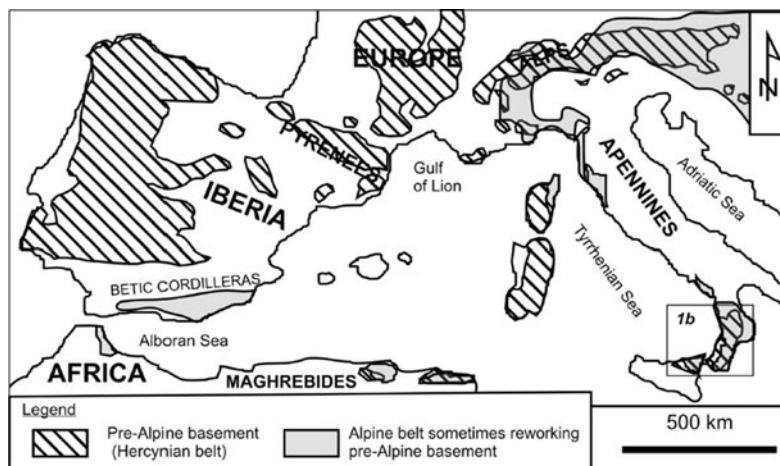 EUROPE
ALPS
N
PYRENEES
Gulf
of Lion
IBERIA
APENNINES
Adriatic Sea
Tyrrhenian Sea
BETIC CORDILLERAS
1b
Alboran Sea
AFRICA
MAGHREBIDES
Legend
Pre-Alpine basement
(Hercynian belt)
Alpine belt sometimes reworking
pre-Alpine basement
500 km